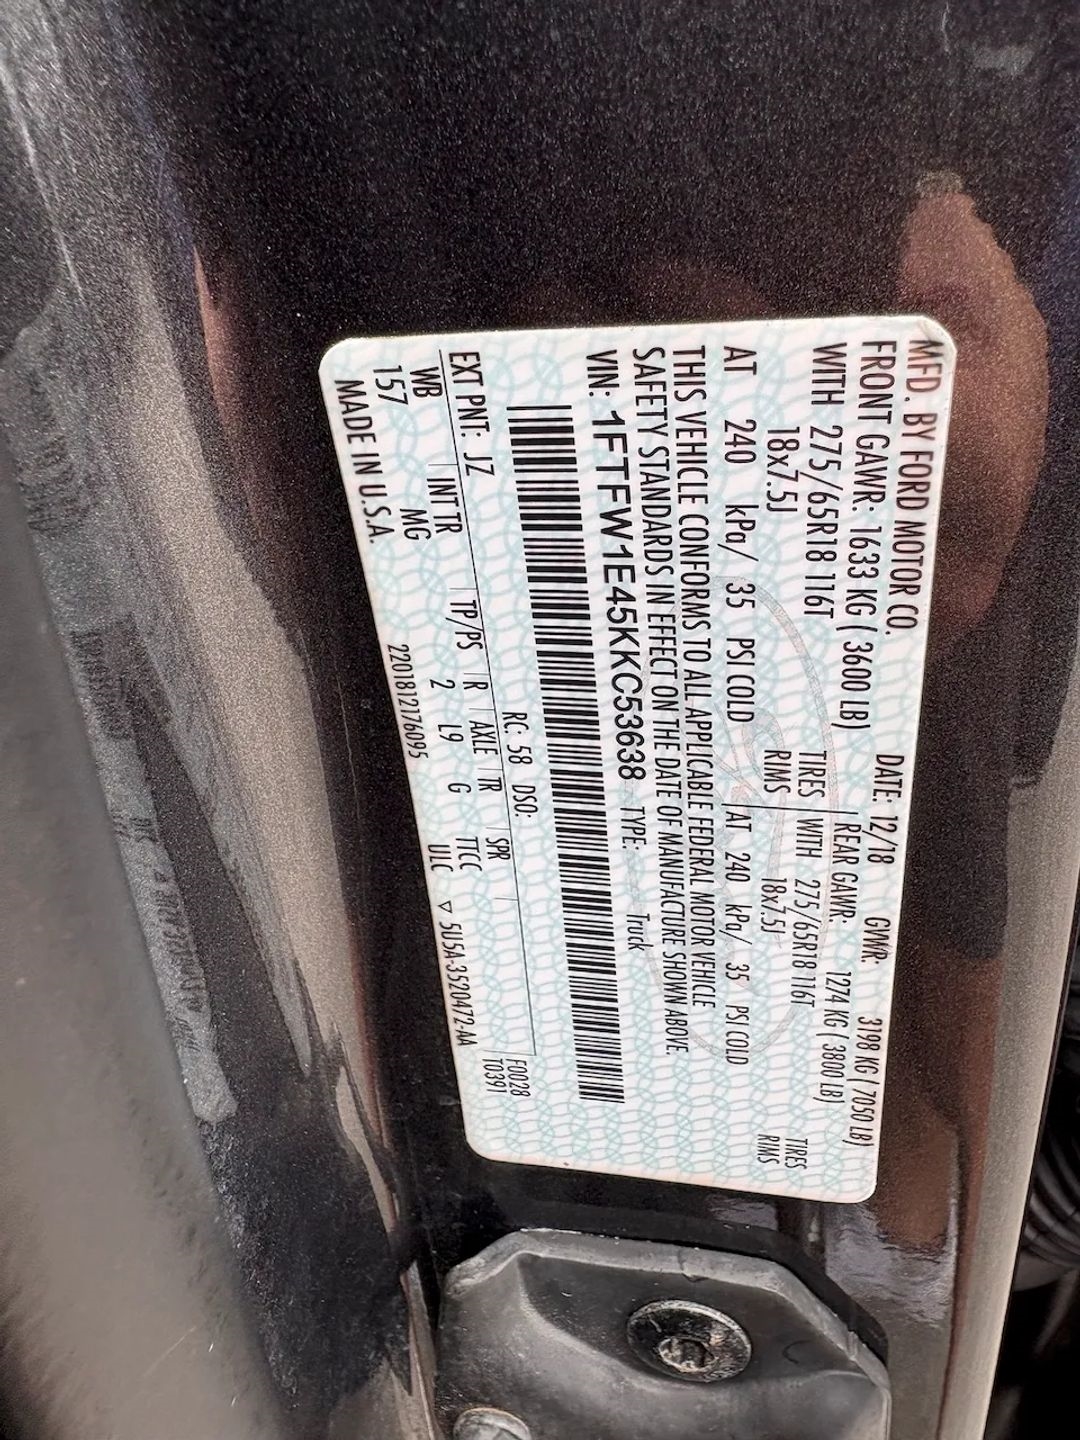 MFD. BY FORD MOTOR CO.
DATE: 12/18 GVWR: 3198 KG ( 7050 LB)
FRONT GAWR: 1633 KG ( 3600 LB) REAR GAWR: 1274 KG ( 3800 LB)
WITH 275/65R18 116T TIRES WITH 275/65R18 116T TIRES
18x7.5J RIMS 18x7.5J RIMS
AT 240 kPa/ 35 PSI COLD AT 240 kPa/ 35 PSI COLD
THIS VEHICLE CONFORMS TO ALL APPLICABLE FEDERAL MOTOR VEHICLE
SAFETY STANDARDS IN EFFECT ON THE DATE OF MANUFACTURE SHOWN ABOVE.
VIN: 1FTFW1E45KKC53638 TYPE: Truck
F0028
T0391
EXT PNT: JZ RC: 58 DSO:
WB INT TR TP/PS R AXLE TR SPR
157 MG 2 L9 G TTCC ULC
MADE IN U.S.A. 2201812176095 ▽ 5U5A-3520472-AA